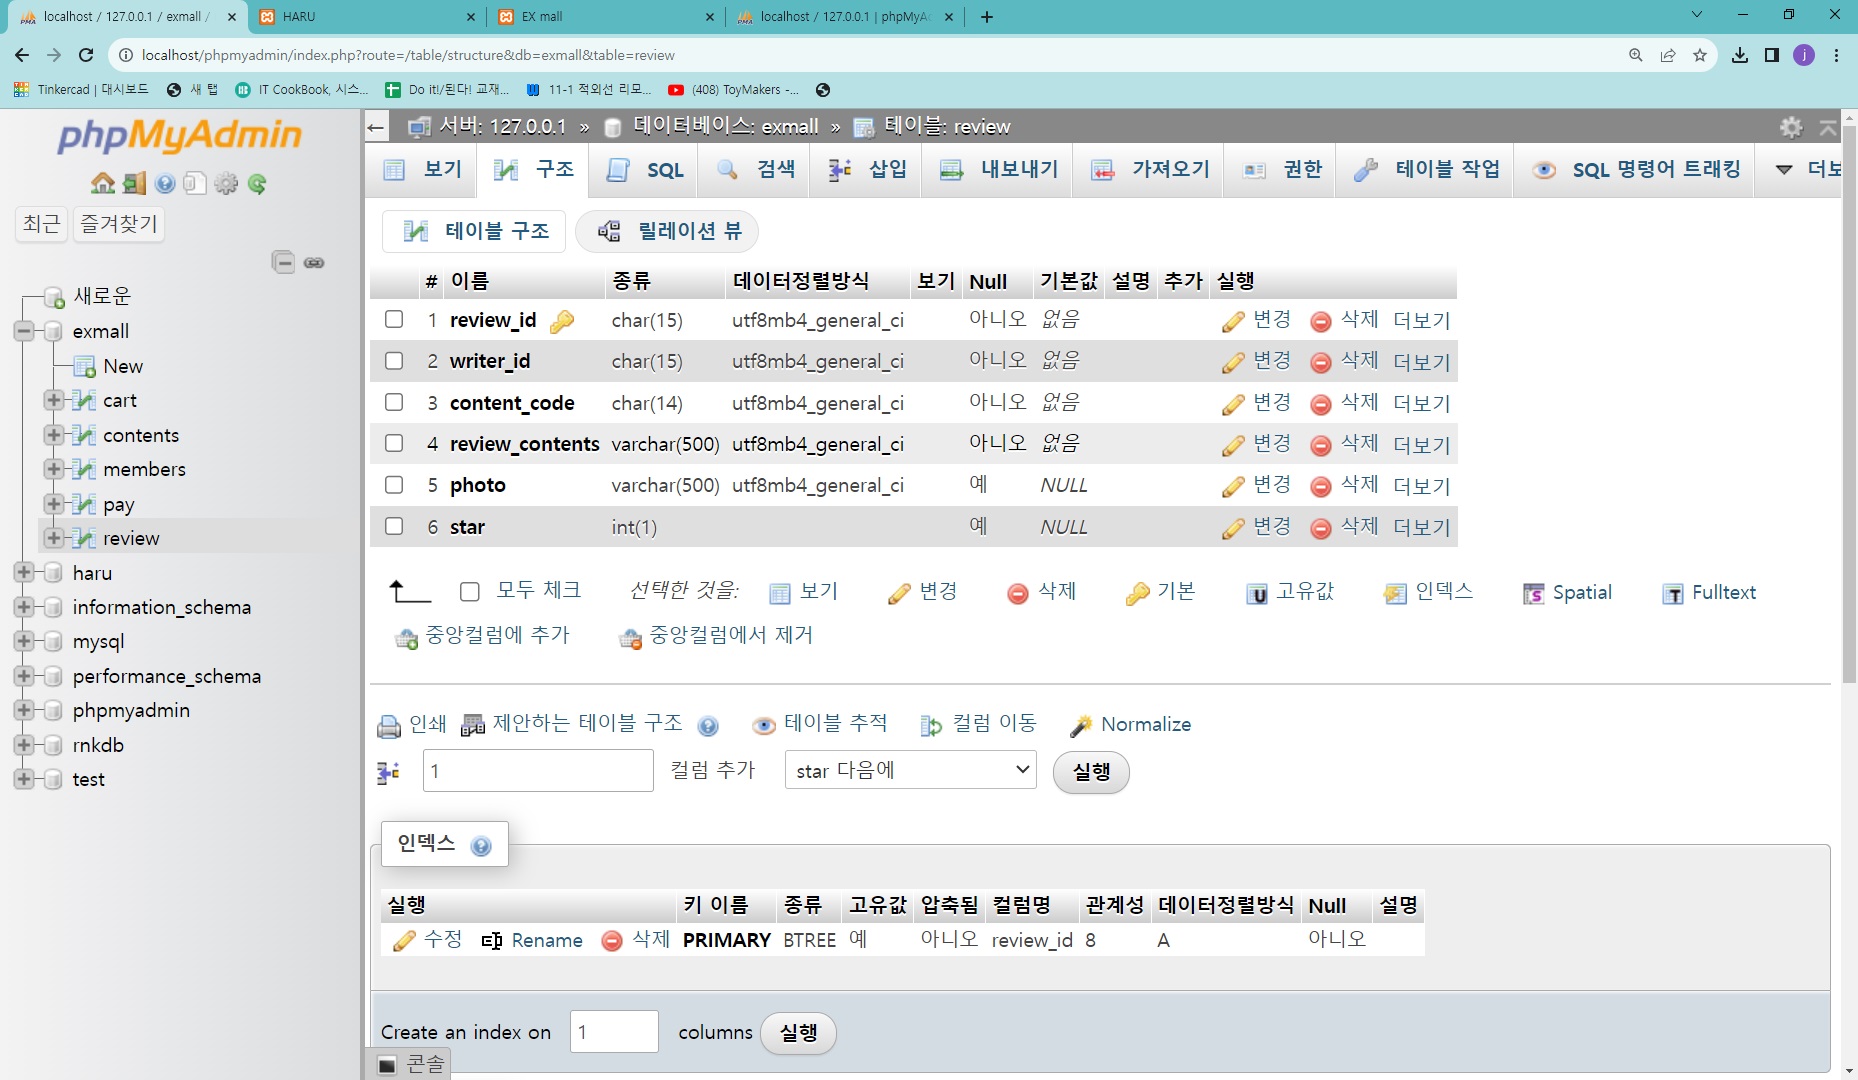 localhost / 127.0.0.1 / exmall /
HARU
EX mall
localhost / 127.0.0.1 | phpMyAd
localhost/phpmyadmin/index.php?route=/table/structure&db=exmall&table=review
j
Tinkercad | 대시보드
새 탭
IT CookBook, 시스...
Do it!/된다! 교재...
11-1 적외선 리모...
(408) ToyMakers -...
phpMyAdmin
최근 즐겨찾기
새로운
exmall
New
cart
contents
members
pay
review
haru
information_schema
mysql
performance_schema
phpmyadmin
rnkdb
test
서버: 127.0.0.1 » 데이터베이스: exmall » 테이블: review
보기 구조 SQL 검색 삽입 내보내기 가져오기 권한 테이블 작업 SQL 명령어 트래킹 더보
테이블 구조 릴레이션 뷰
# 이름 종류 데이터정렬방식 보기 Null 기본값 설명 추가 실행
1 review_id char(15) utf8mb4_general_ci 아니오 없음 변경 삭제 더보기
2 writer_id char(15) utf8mb4_general_ci 아니오 없음 변경 삭제 더보기
3 content_code char(14) utf8mb4_general_ci 아니오 없음 변경 삭제 더보기
4 review_contents varchar(500) utf8mb4_general_ci 아니오 없음 변경 삭제 더보기
5 photo varchar(500) utf8mb4_general_ci 예 NULL 변경 삭제 더보기
6 star int(1) 예 NULL 변경 삭제 더보기
모두 체크 선택한 것을: 보기 변경 삭제 기본 고유값 인덱스 Spatial Fulltext
중앙컬럼에 추가 중앙컬럼에서 제거
인쇄 제안하는 테이블 구조 테이블 추적 컬럼 이동 Normalize
1 컬럼 추가 star 다음에 실행
인덱스
실행 키 이름 종류 고유값 압축됨 컬럼명 관계성 데이터정렬방식 Null 설명
수정 Rename 삭제 PRIMARY BTREE 예 아니오 review_id 8 A 아니오
Create an index on 1 columns 실행
콘솔